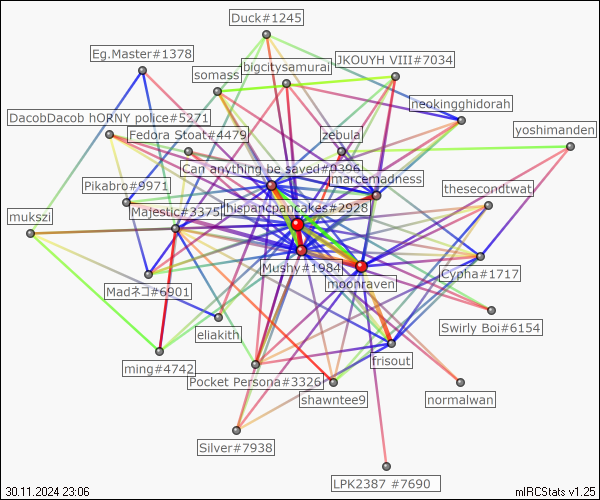 Duck#1245
Eg.Master#1378
JKOUYH VIII#7034
bigcitysamurai
somass
neokingghidorah
DacobDacob hORNY police#5271
yoshimanden
Fedora Stoat#4479
zebula
Can anything be saved?#0396
marcemadness
Pikabro#9971
thesecondtwat
mukszi
Majestic#3375
hispancpancakes#2928
Mushy#1984
Cypha#1717
moonraven
Madネコ#6901
Swirly Boi#6154
eliakith
frisout
ming#4742
Pocket Persona#3326
shawntee9
normalwan
Silver#7938
LPK2387 #7690
30.11.2024 23:06
mIRCStats v1.25